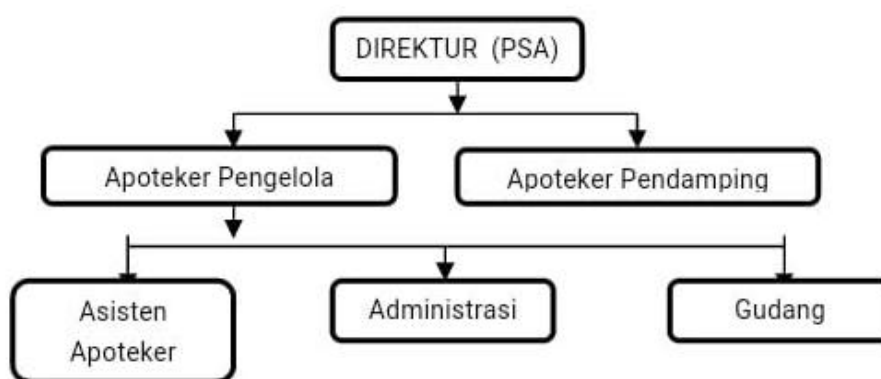 DIREKTUR (PSA)
Apoteker Pengelola
Apoteker Pendamping
Asisten
Apoteker
Administrasi
Gudang